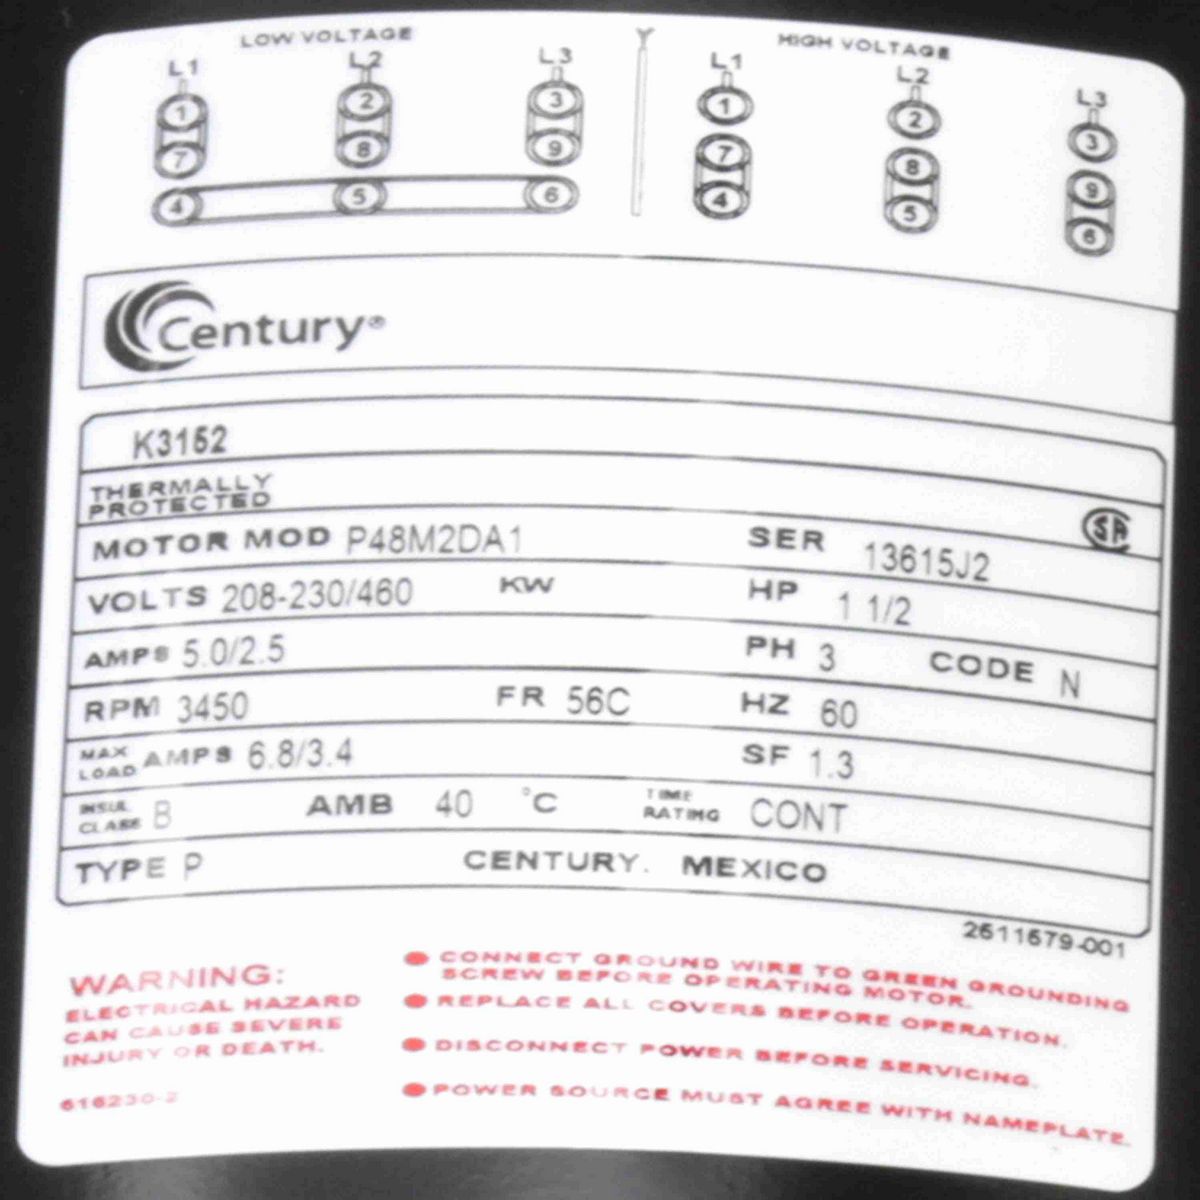 LOW VOLTAGE
L1 L2 L3
1 2 3
7 8 9
4 5 6
Y
HIGH VOLTAGE
L1 L2 L3
1 2 3
7 8 9
4 5 6
Century®
K3152
THERMALLY
PROTECTED
SA
MOTOR MOD P48M2DA1 SER 13615J2
VOLTS 208-230/460 KW HP 1 1/2
AMPS 5.0/2.5 PH 3 CODE N
RPM 3450 FR 56C HZ 60
MAX LOAD AMPS 6.8/3.4 SF 1.3
INSUL CLASS B AMB 40 °C TIME RATING CONT
TYPE P CENTURY. MEXICO
2511579-001
WARNING:
ELECTRICAL HAZARD
CAN CAUSE SEVERE
INJURY OR DEATH.
616230-2
● CONNECT GROUND WIRE TO GREEN GROUNDING
SCREW BEFORE OPERATING MOTOR.
● REPLACE ALL COVERS BEFORE OPERATION.
● DISCONNECT POWER BEFORE SERVICING.
● POWER SOURCE MUST AGREE WITH NAMEPLATE.